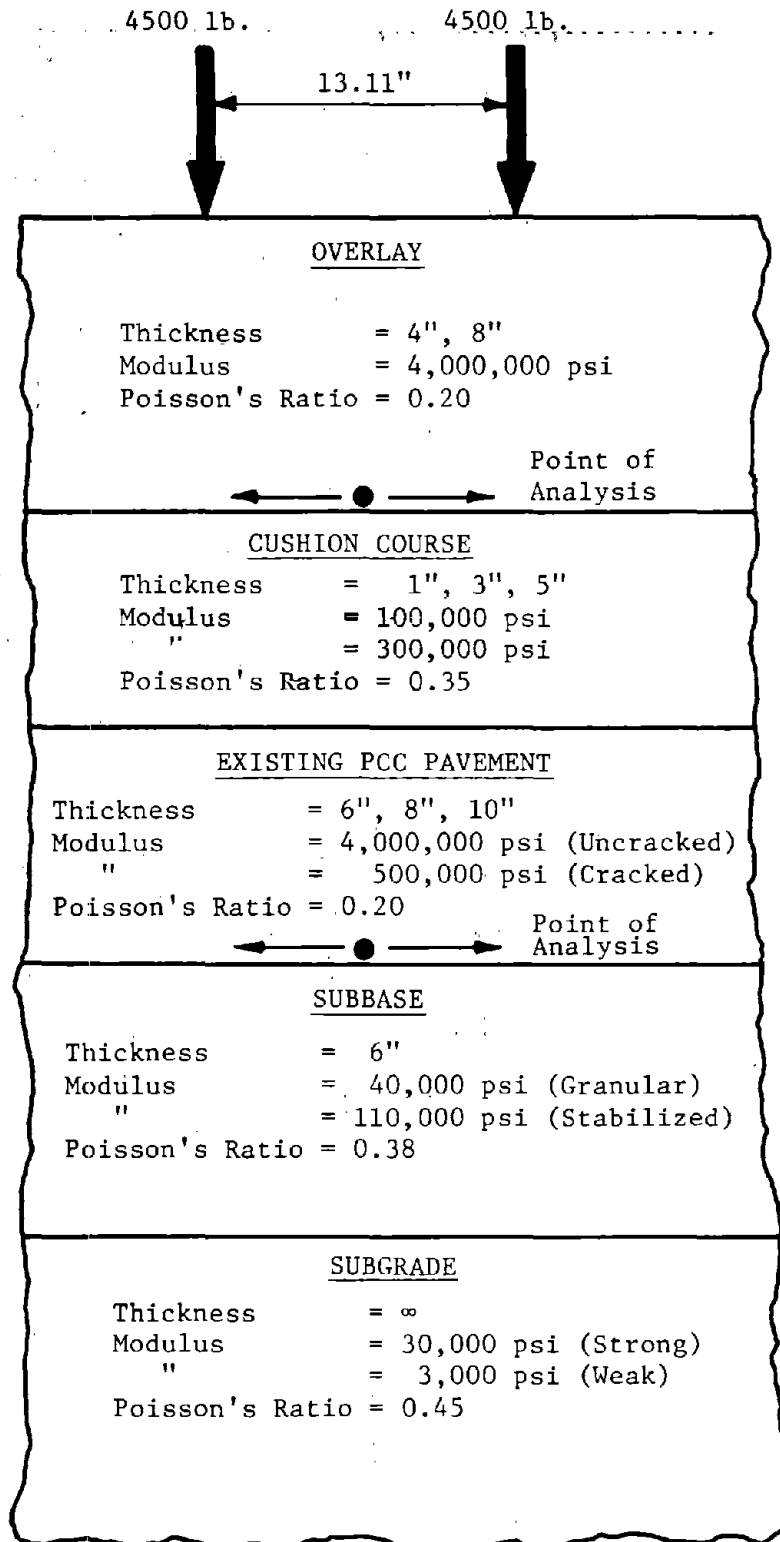 4500 lb. 4500 lb.
13.11"
OVERLAY
Thickness = 4", 8"
Modulus = 4,000,000 psi
Poisson's Ratio = 0.20
Point of
Analysis
CUSHION COURSE
Thickness = 1", 3", 5"
Modulus = 100,000 psi
" = 300,000 psi
Poisson's Ratio = 0.35
EXISTING PCC PAVEMENT
Thickness = 6", 8", 10"
Modulus = 4,000,000 psi (Uncracked)
" = 500,000 psi (Cracked)
Poisson's Ratio = 0.20
Point of
Analysis
SUBBASE
Thickness = 6"
Modulus = 40,000 psi (Granular)
" = 110,000 psi (Stabilized)
Poisson's Ratio = 0.38
SUBGRADE
Thickness = ∞
Modulus = 30,000 psi (Strong)
" = 3,000 psi (Weak)
Poisson's Ratio = 0.45